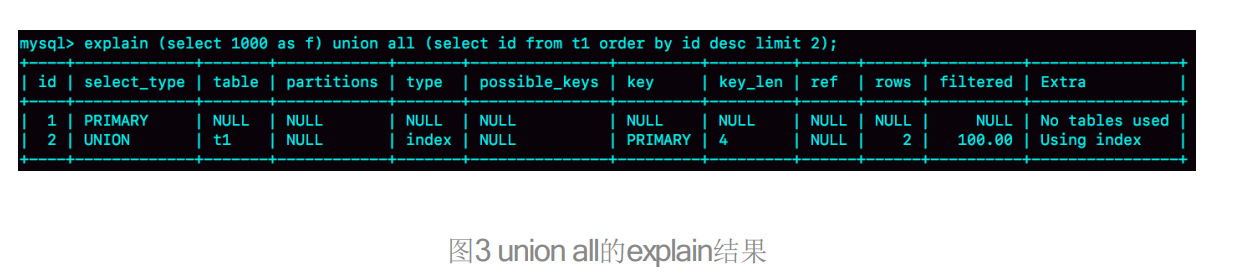 mysql> explain (select 1000 as f) union all (select id from t1 order by id desc limit 2);
+----+-------------+-------+------------+-------+---------------+---------+---------+------+------+----------+----------------+
| id | select_type | table | partitions | type  | possible_keys | key     | key_len | ref  | rows | filtered | Extra          |
+----+-------------+-------+------------+-------+---------------+---------+---------+------+------+----------+----------------+
|  1 | PRIMARY     | NULL  | NULL       | NULL  | NULL          | NULL    | NULL    | NULL | NULL |     NULL | No tables used |
|  2 | UNION       | t1    | NULL       | index | NULL          | PRIMARY | 4       | NULL |    2 |   100.00 | Using index    |
+----+-------------+-------+------------+-------+---------------+---------+---------+------+------+----------+----------------+
图3 union all的explain结果